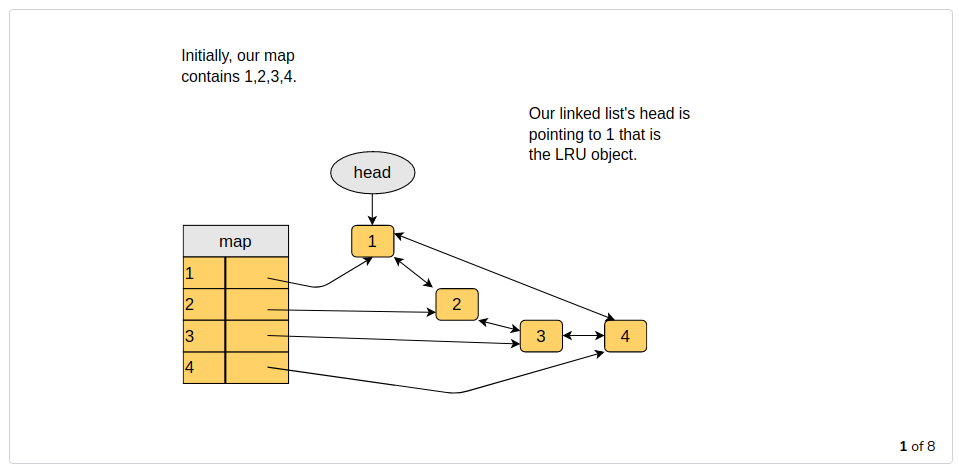 Initially, our map
contains 1,2,3,4.
Our linked list's head is
pointing to 1 that is
the LRU object.
head
map
1
2
3
4
1
2
3
4
1 of 8